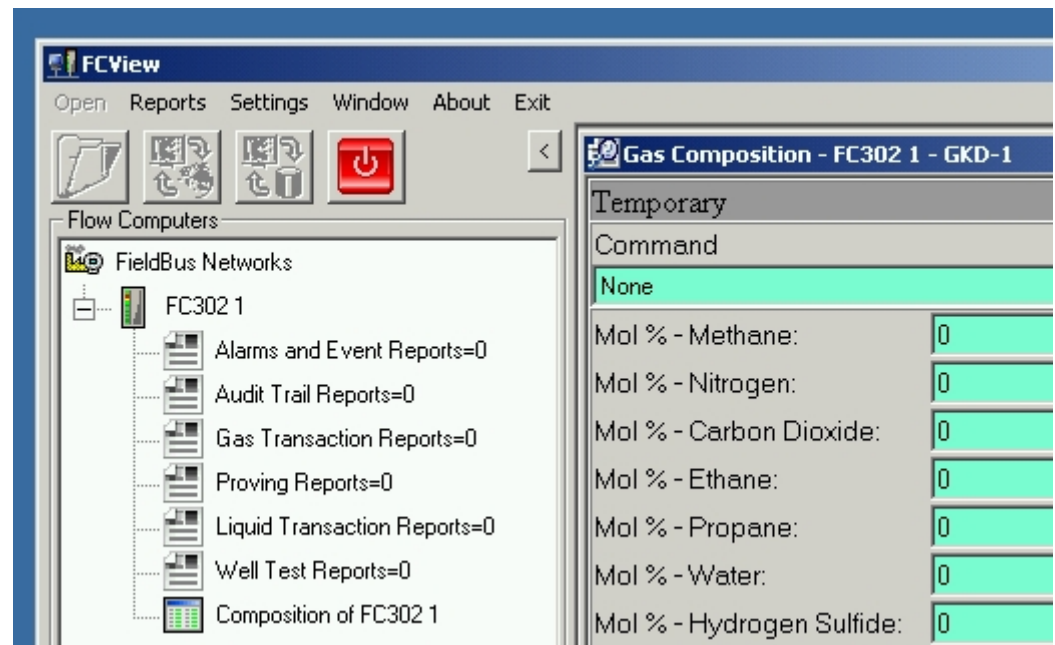 FCView
Open Reports Settings Window About Exit
<
Flow Computers
FieldBus Networks
FC302 1
Alarms and Event Reports=0
Audit Trail Reports=0
Gas Transaction Reports=0
Proving Reports=0
Liquid Transaction Reports=0
Well Test Reports=0
Composition of FC302 1
Gas Composition - FC302 1 - GKD-1
Temporary
Command
None
Mol % - Methane: 0
Mol % - Nitrogen: 0
Mol % - Carbon Dioxide: 0
Mol % - Ethane: 0
Mol % - Propane: 0
Mol % - Water: 0
Mol % - Hydrogen Sulfide: 0